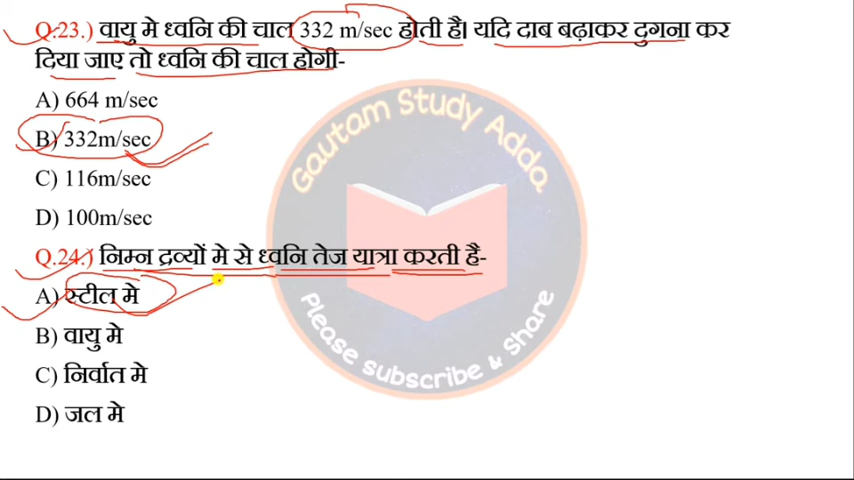 Q.23.) वायु मे ध्वनि की चाल 332 m/sec होती है। यदि दाब बढ़ाकर दुगना कर
दिया जाए तो ध्वनि की चाल होगी-
A) 664 m/sec
B) 332m/sec
C) 116m/sec
D) 100m/sec
Q.24.) निम्न द्रव्यों मे से ध्वनि तेज यात्रा करती है-
A) स्टील मे
B) वायु मे
C) निर्वात मे
D) जल मे
Gautam Study Adda
Please subscribe & share